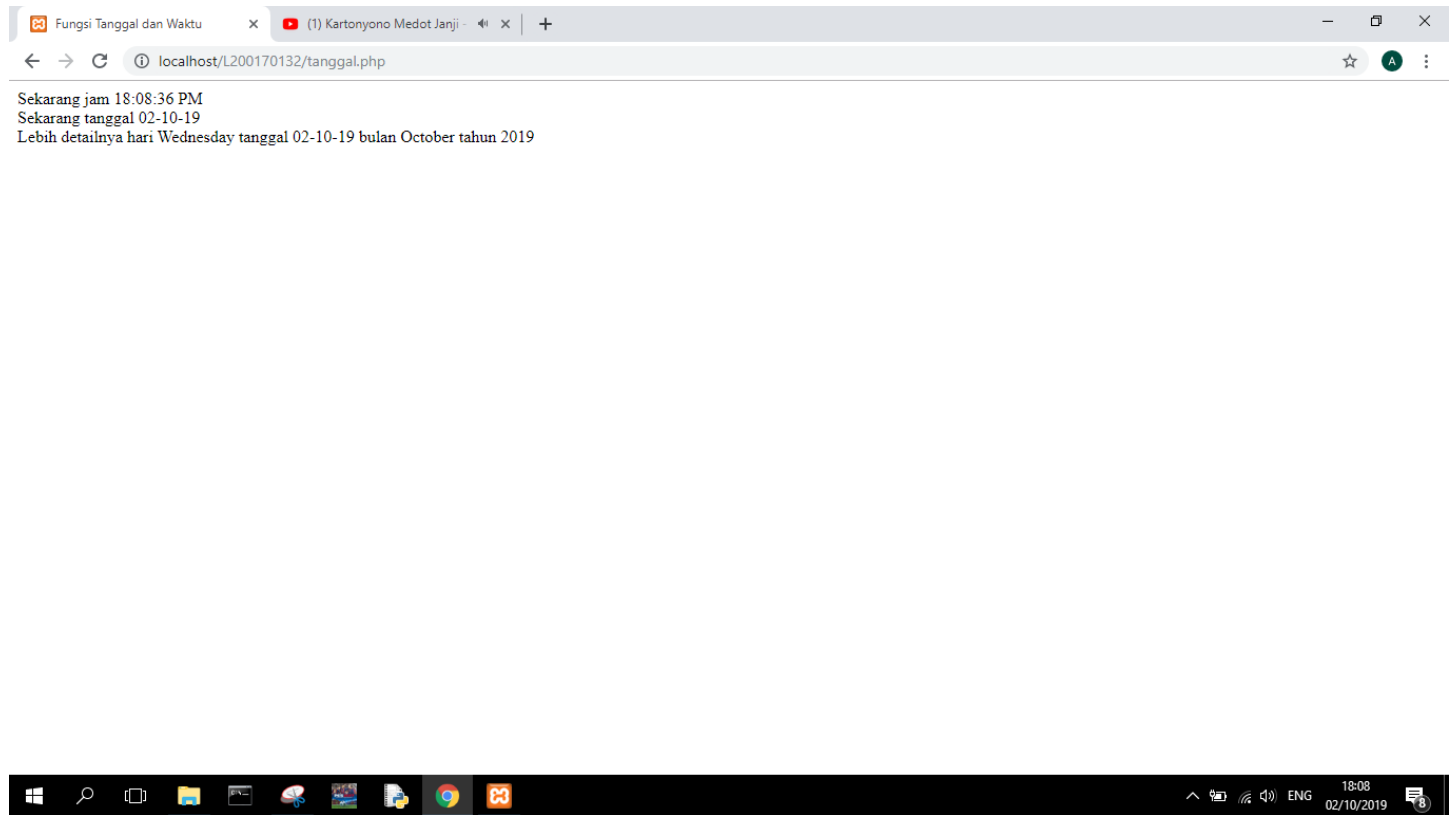 Fungsi Tanggal dan Waktu
(1) Kartonyono Medot Janji -
localhost/L200170132/tanggal.php
A
Sekarang jam 18:08:36 PM
Sekarang tanggal 02-10-19
Lebih detailnya hari Wednesday tanggal 02-10-19 bulan October tahun 2019
ENG
18:08
02/10/2019
8